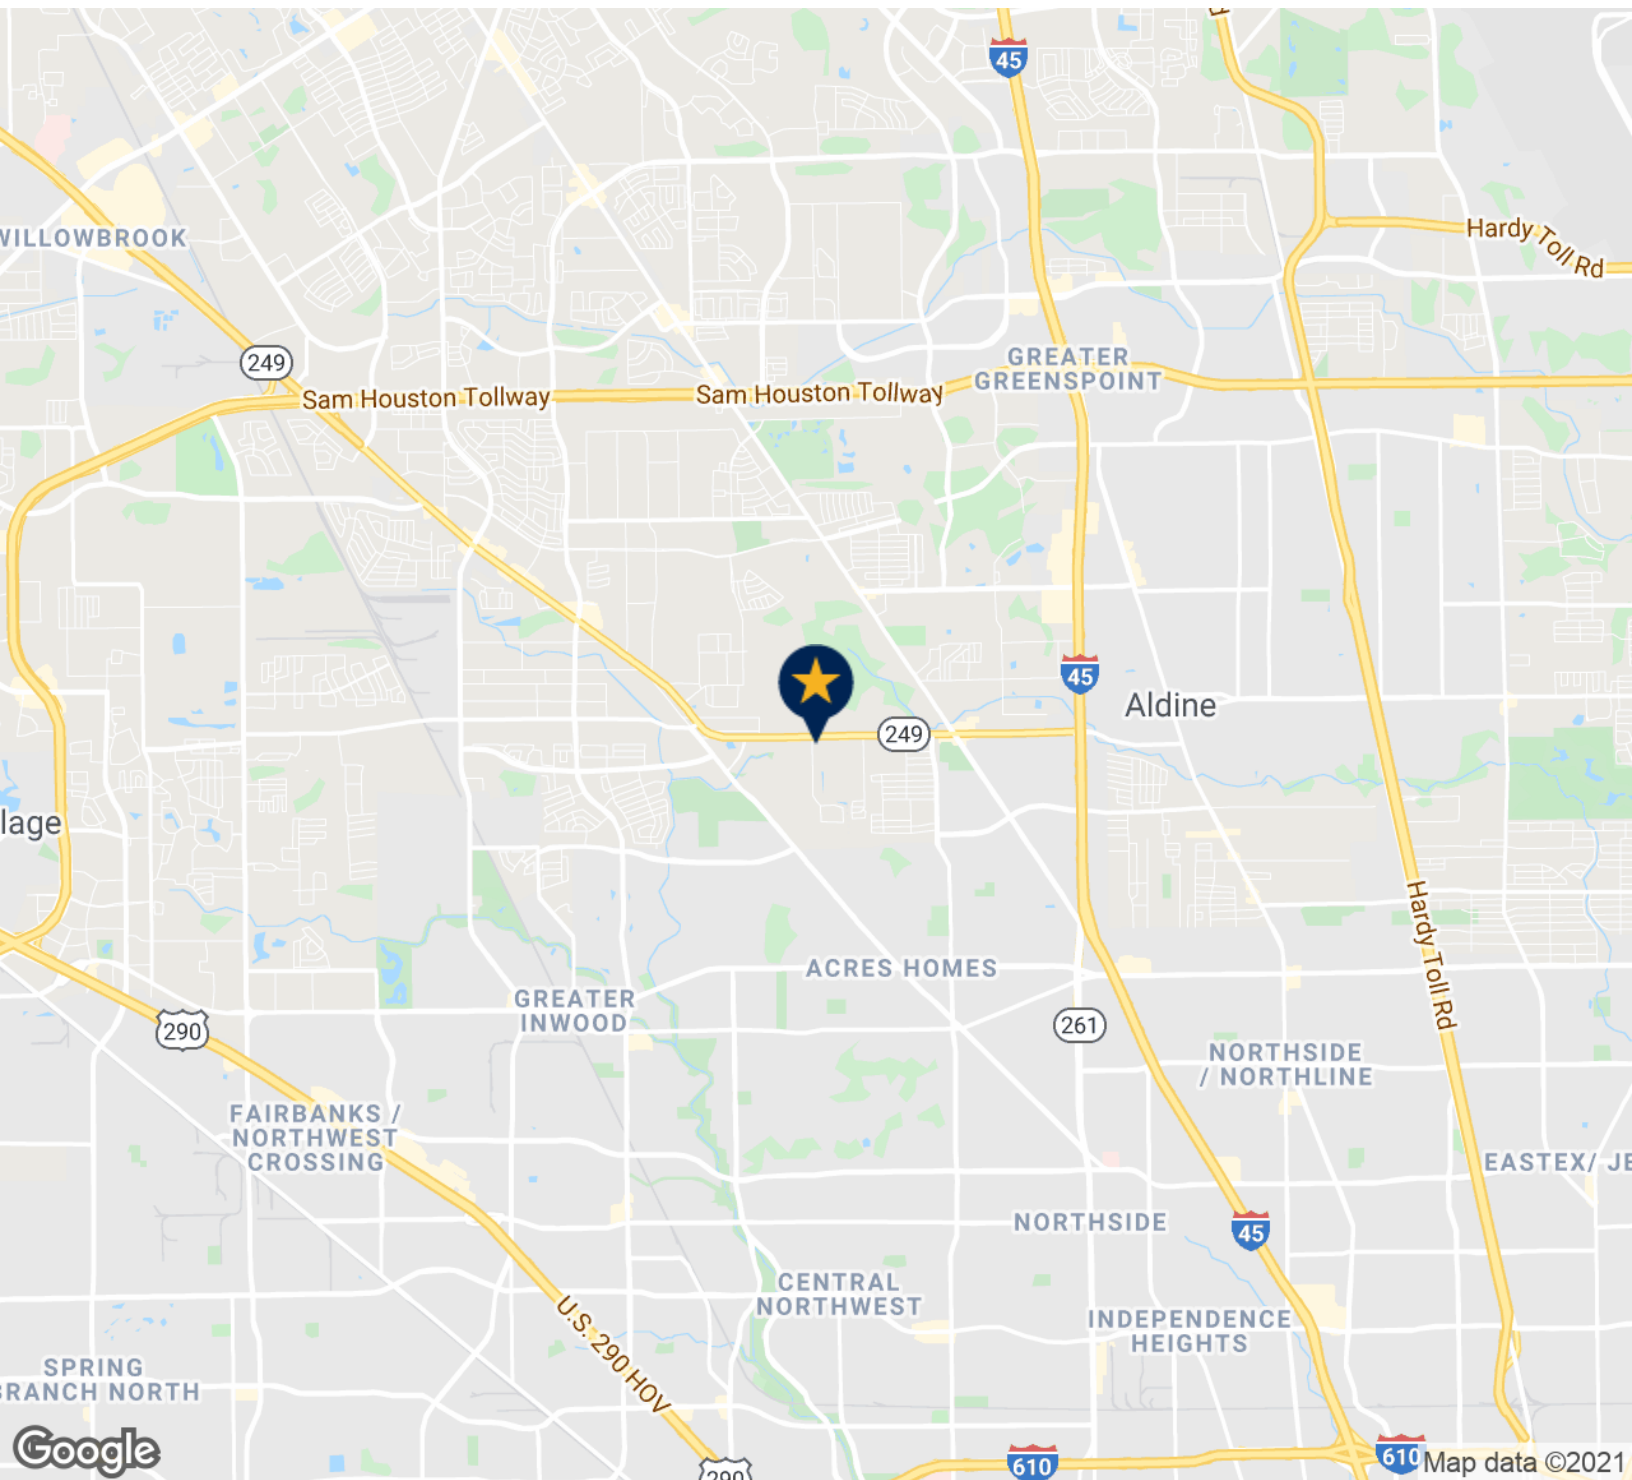 45
WILLOWBROOK
Hardy Toll Rd
249
GREATER
GREENSPOINT
Sam Houston Tollway
Sam Houston Tollway
45
Aldine
249
lage
Hardy Toll Rd
ACRES HOMES
GREATER
INWOOD
290
261
NORTHSIDE
/ NORTHLINE
FAIRBANKS /
NORTHWEST
CROSSING
EASTEX/ JE
NORTHSIDE
45
CENTRAL
NORTHWEST
U.S. 290 HOV
INDEPENDENCE
HEIGHTS
SPRING
BRANCH NORTH
Google
290
610
610
Map data ©2021